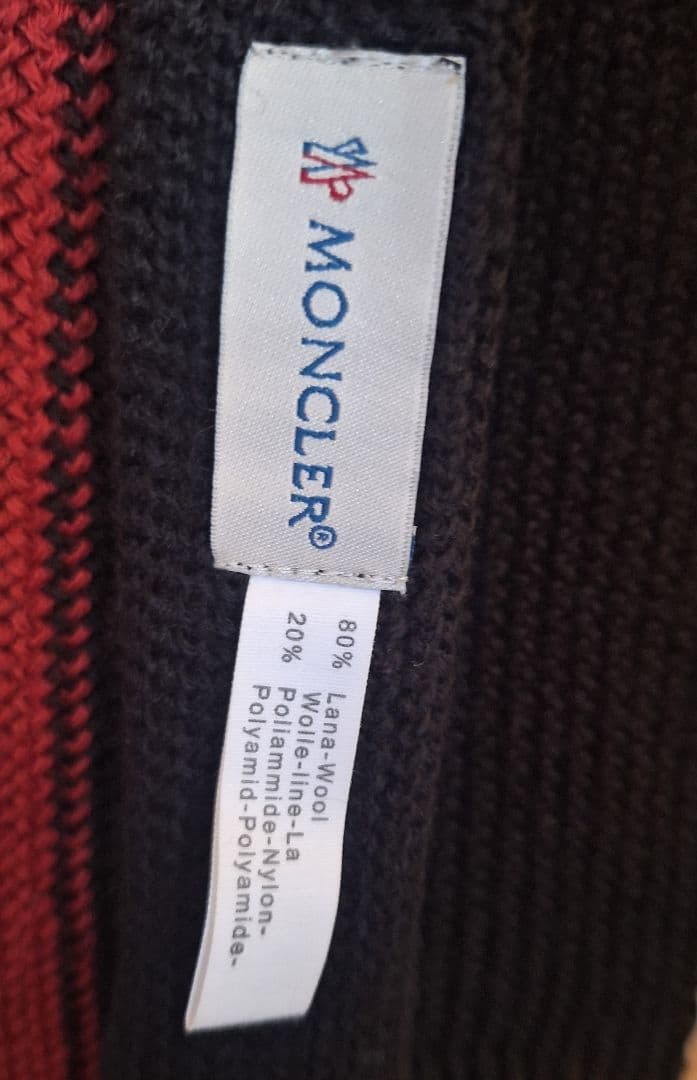 MONCLER®
80% Lana-Wool
Wolle-line-La
20% Poliammide-Nylon-
Polyamid-Polyamide-